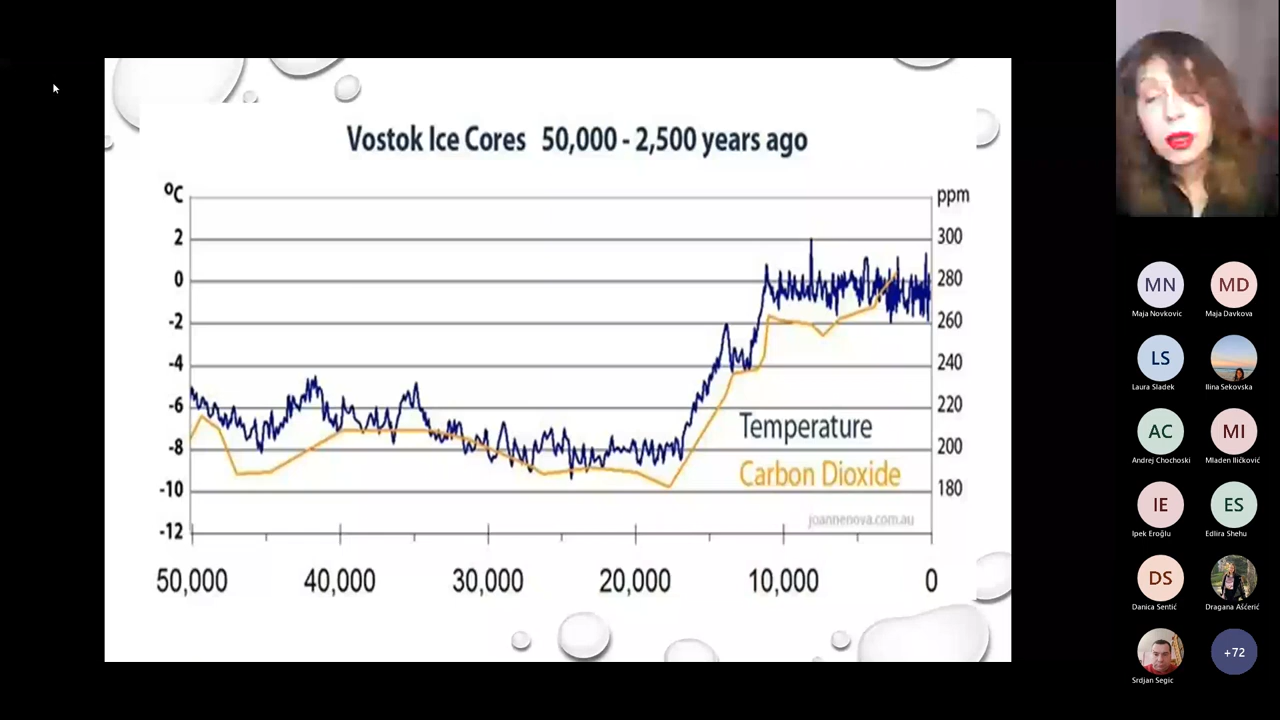 Vostok Ice Cores 50,000 - 2,500 years ago
ºC
ppm
2
0
-2
-4
-6
-8
-10
-12
300
280
260
240
220
200
180
Temperature
Carbon Dioxide
joannenova.com.au
50,000
40,000
30,000
20,000
10,000
0
MN
MD
Maja Novkovic
Maja Davkova
LS
Laura Sladek
Ilina Sekovska
AC
MI
Andrej Chochoski
Mladen Iličković
IE
ES
Ipek Eroğlu
Edlira Shehu
DS
Danica Sentić
Dragana Ašćerić
+72
Srdjan Segic